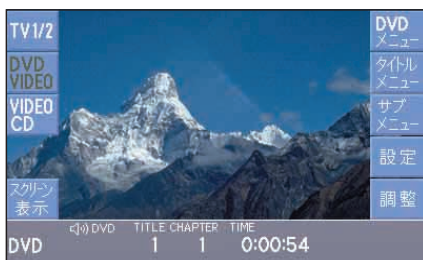 TV1/2
DVD
VIDEO
VIDEO
CD
スクリーン
表示
DVD
メニュー
タイトル
メニュー
サブ
メニュー
設定
調整
DVD TITLE CHAPTER TIME
DVD 1 1 0:00:54